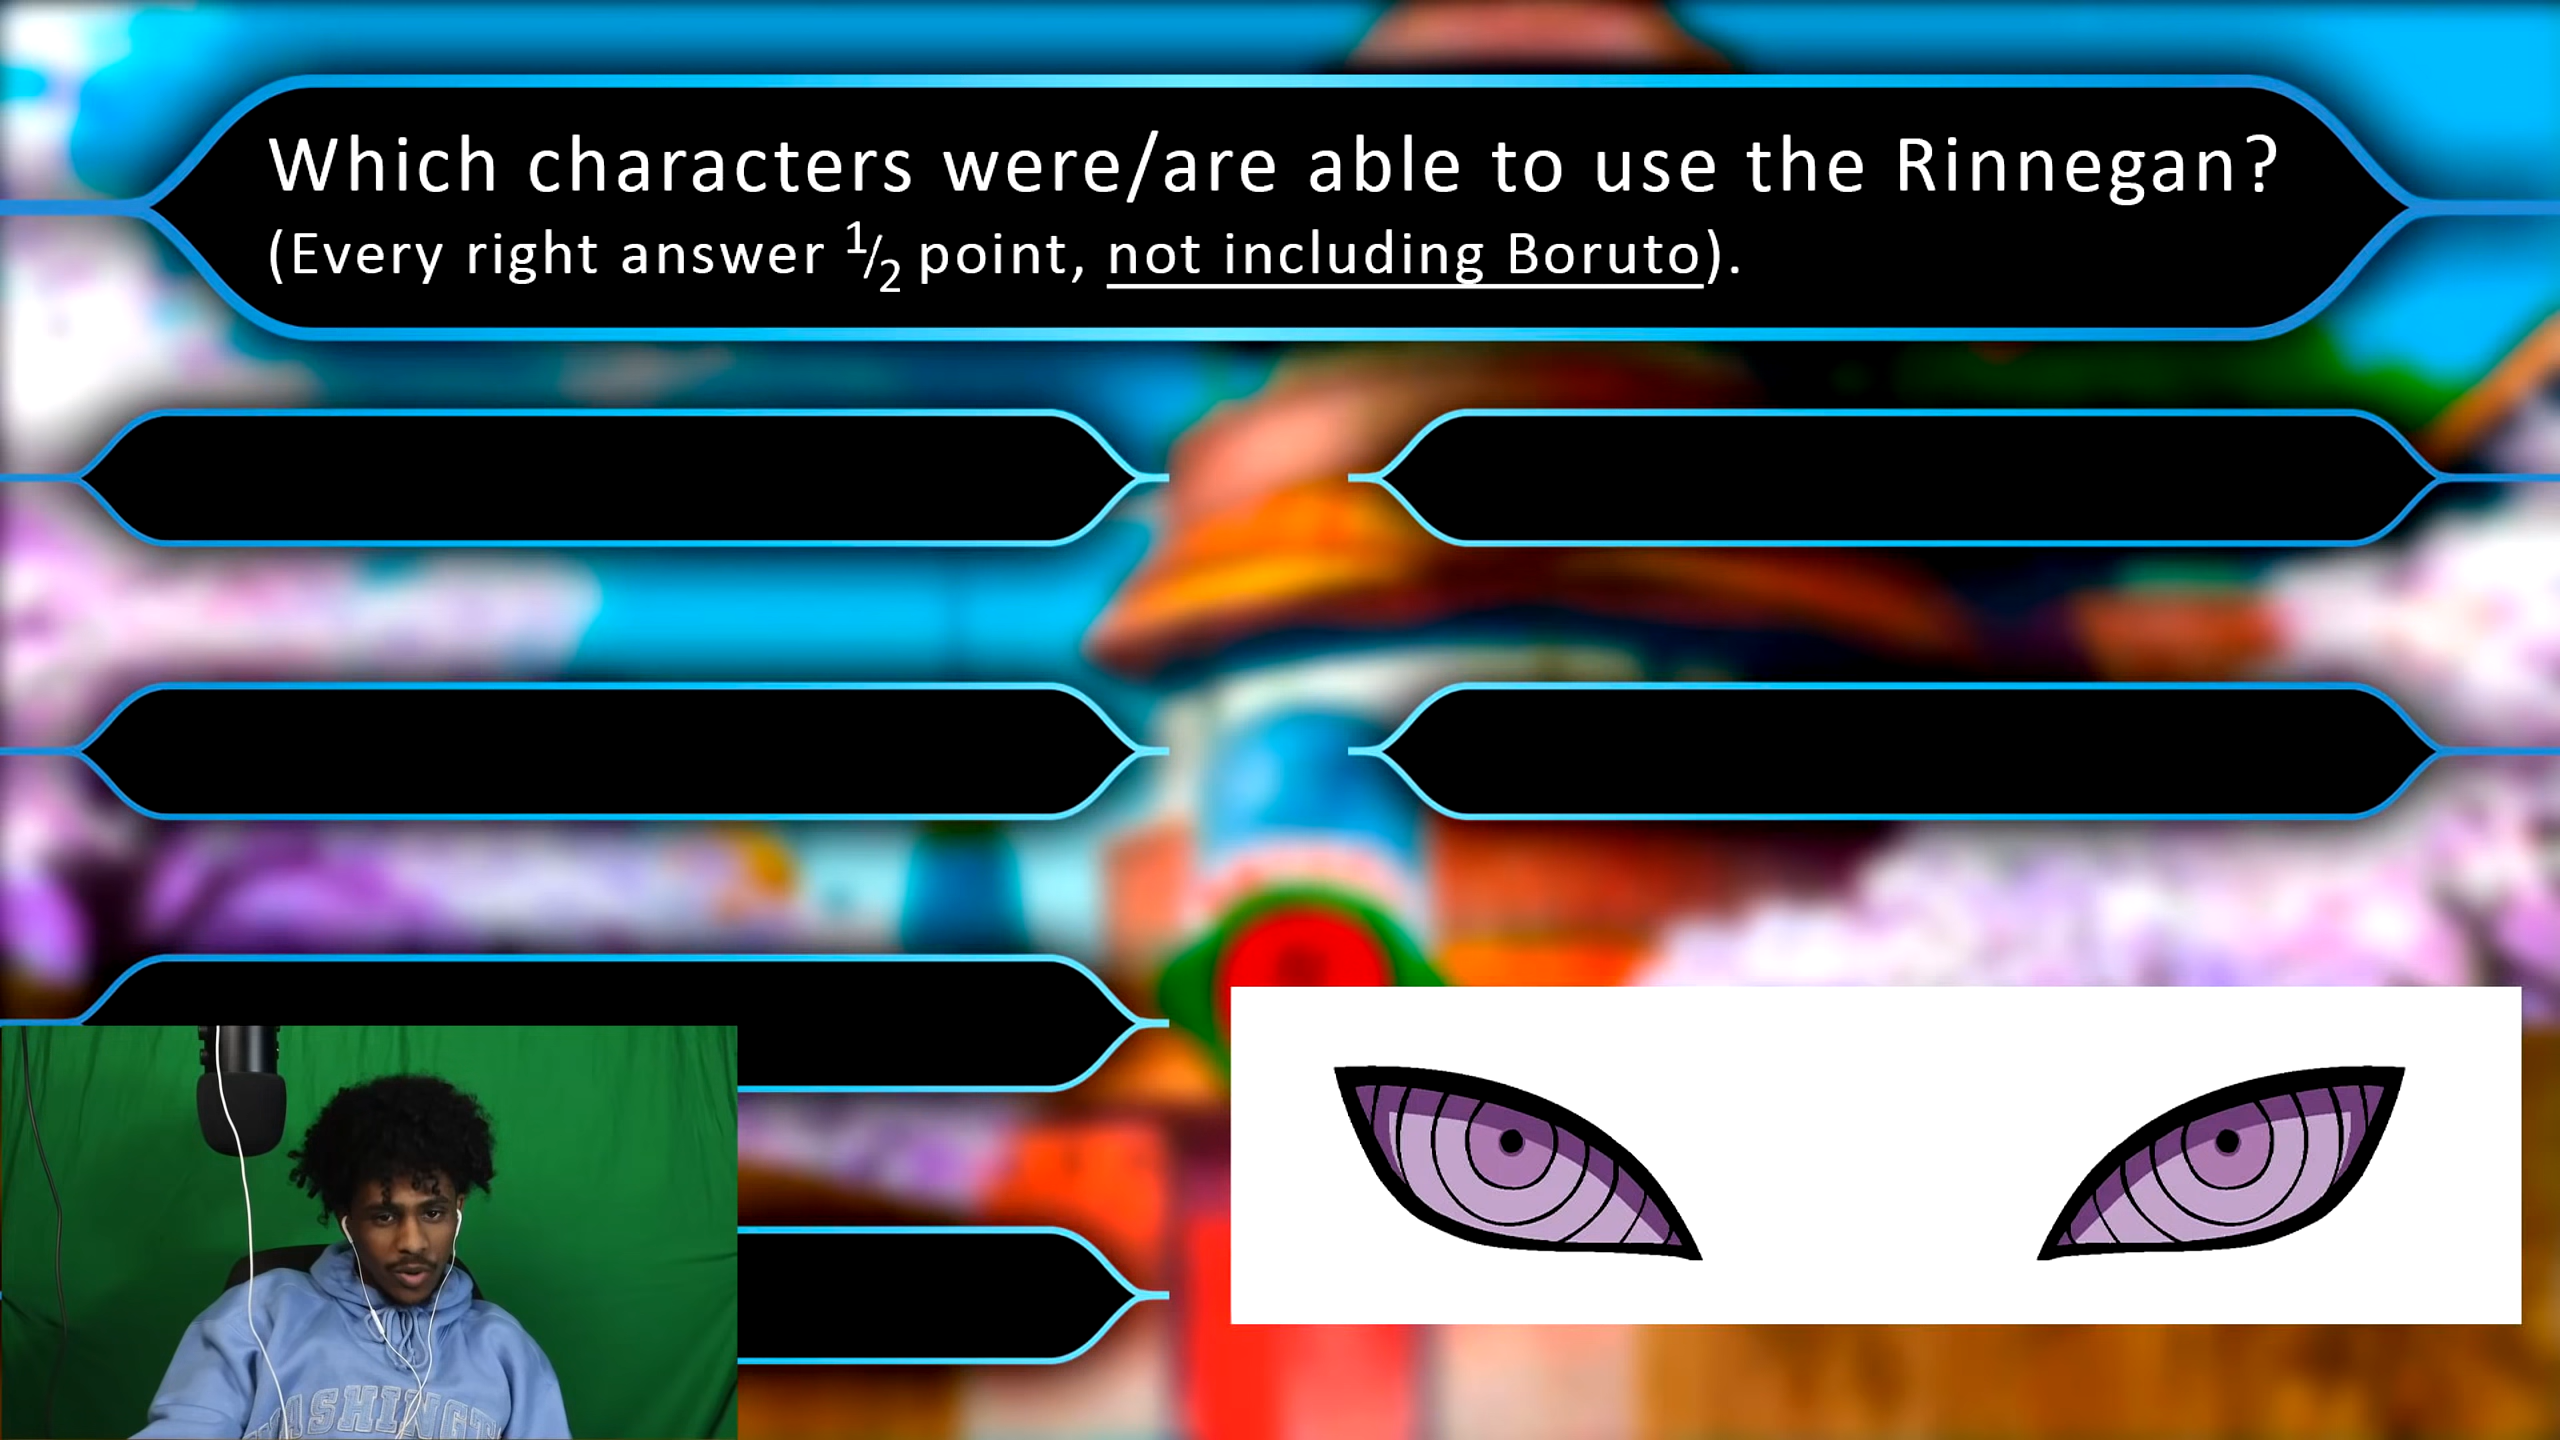 Which characters were/are able to use the Rinnegan?
(Every right answer ½ point, not including Boruto).